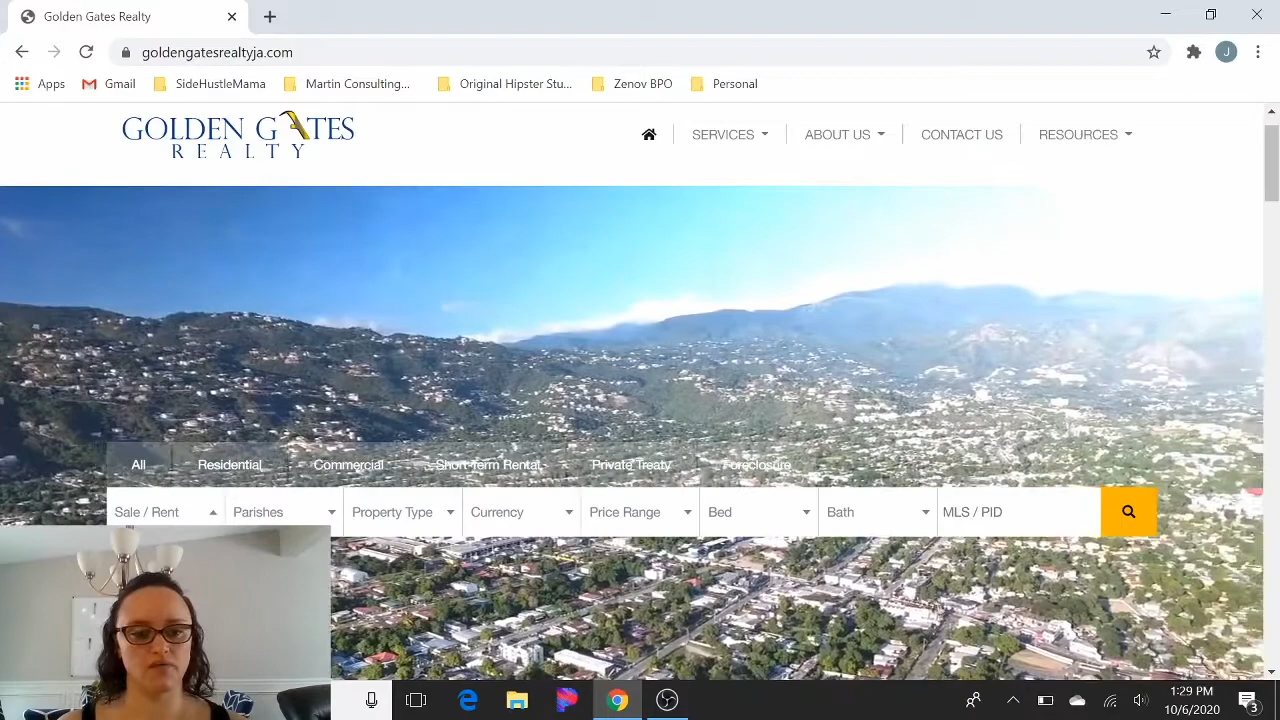 Golden Gates Realty
goldengatesrealtyja.com
Apps Gmail SideHustleMama Martin Consulting... Original Hipster Stu... Zenov BPO Personal
GOLDEN GATES
REALTY
SERVICES ABOUT US CONTACT US RESOURCES
All Residential Commercial Short-Term Rental Private Treaty Foreclosure
Sale / Rent Parishes Property Type Currency Price Range Bed Bath MLS / PID
1:29 PM
10/6/2020
3
J